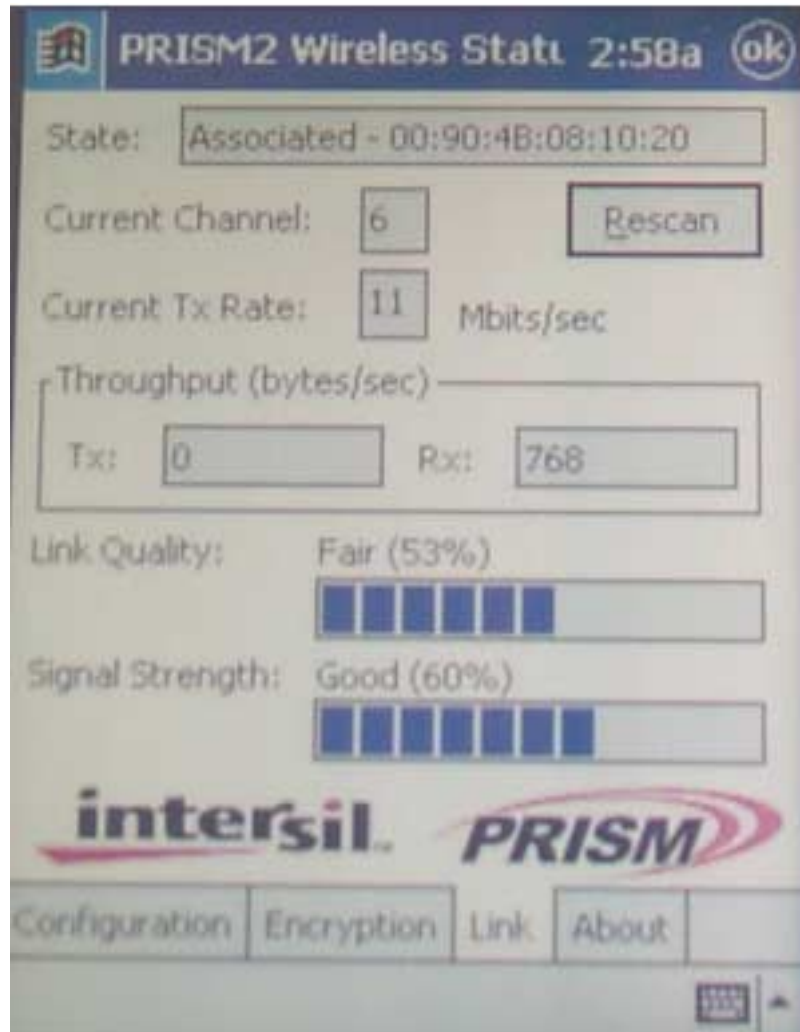 PRISM2 Wireless Statu 2:58a ok
State: Associated - 00:90:4B:08:10:20
Current Channel: 6 Rescan
Current Tx Rate: 11 Mbits/sec
Throughput (bytes/sec)
Tx: 0 Rx: 768
Link Quality: Fair (53%)
Signal Strength: Good (60%)
intersil™ PRISM
Configuration Encryption Link About